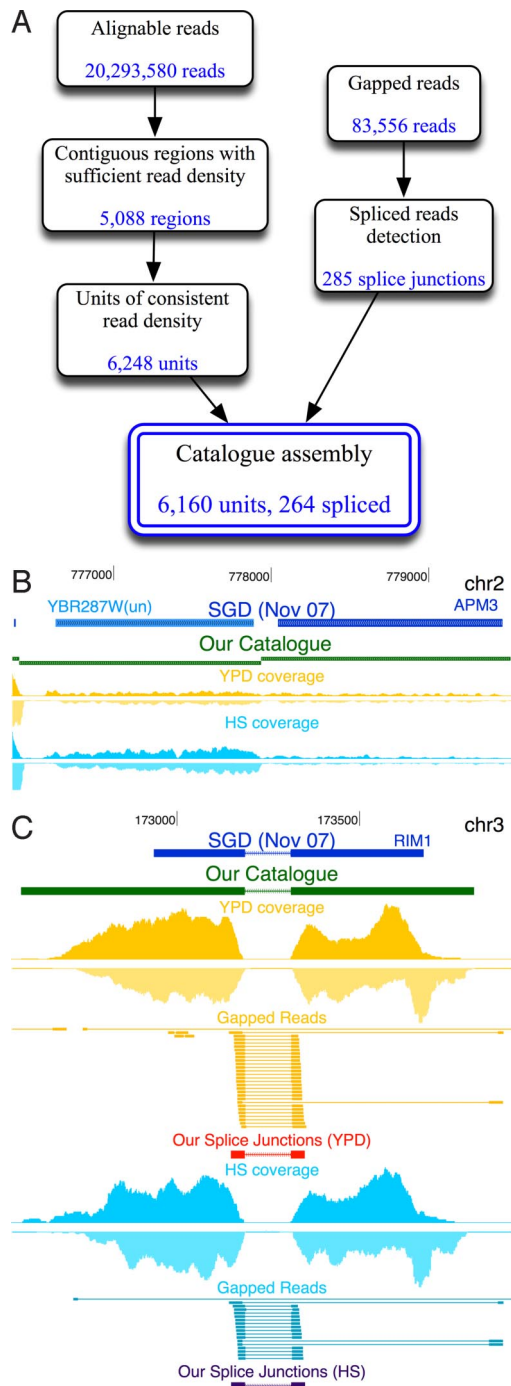 A
Alignable reads
20,293,580 reads
Gapped reads
83,556 reads
Contiguous regions with
sufficient read density
5,088 regions
Spliced reads
detection
285 splice junctions
Units of consistent
read density
6,248 units
Catalogue assembly
6,160 units, 264 spliced
B
777000 778000 779000 chr2
YBR287W(un) SGD (Nov 07) APM3
Our Catalogue
YPD coverage
HS coverage
C
173000 173500 chr3
SGD (Nov 07) RIM1
Our Catalogue
YPD coverage
Gapped Reads
Our Splice Junctions (YPD)
HS coverage
Gapped Reads
Our Splice Junctions (HS)